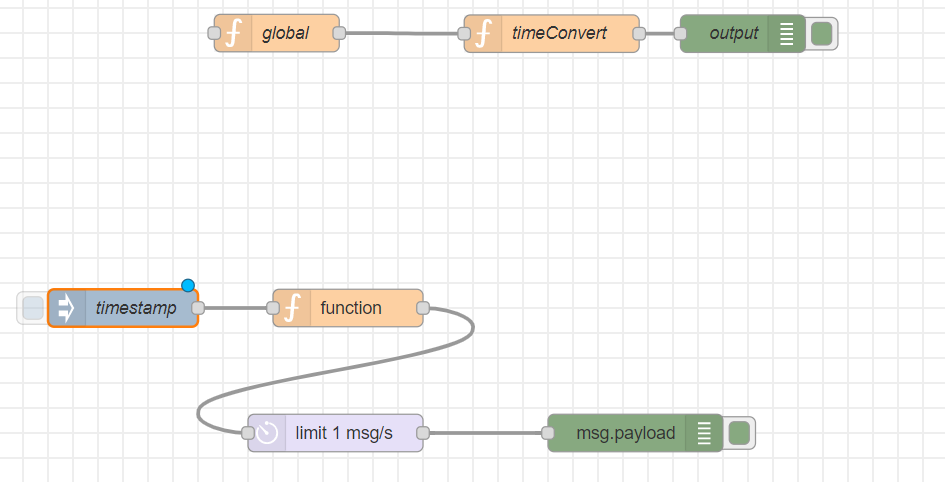 global
timeConvert
output
timestamp
function
limit 1 msg/s
msg.payload